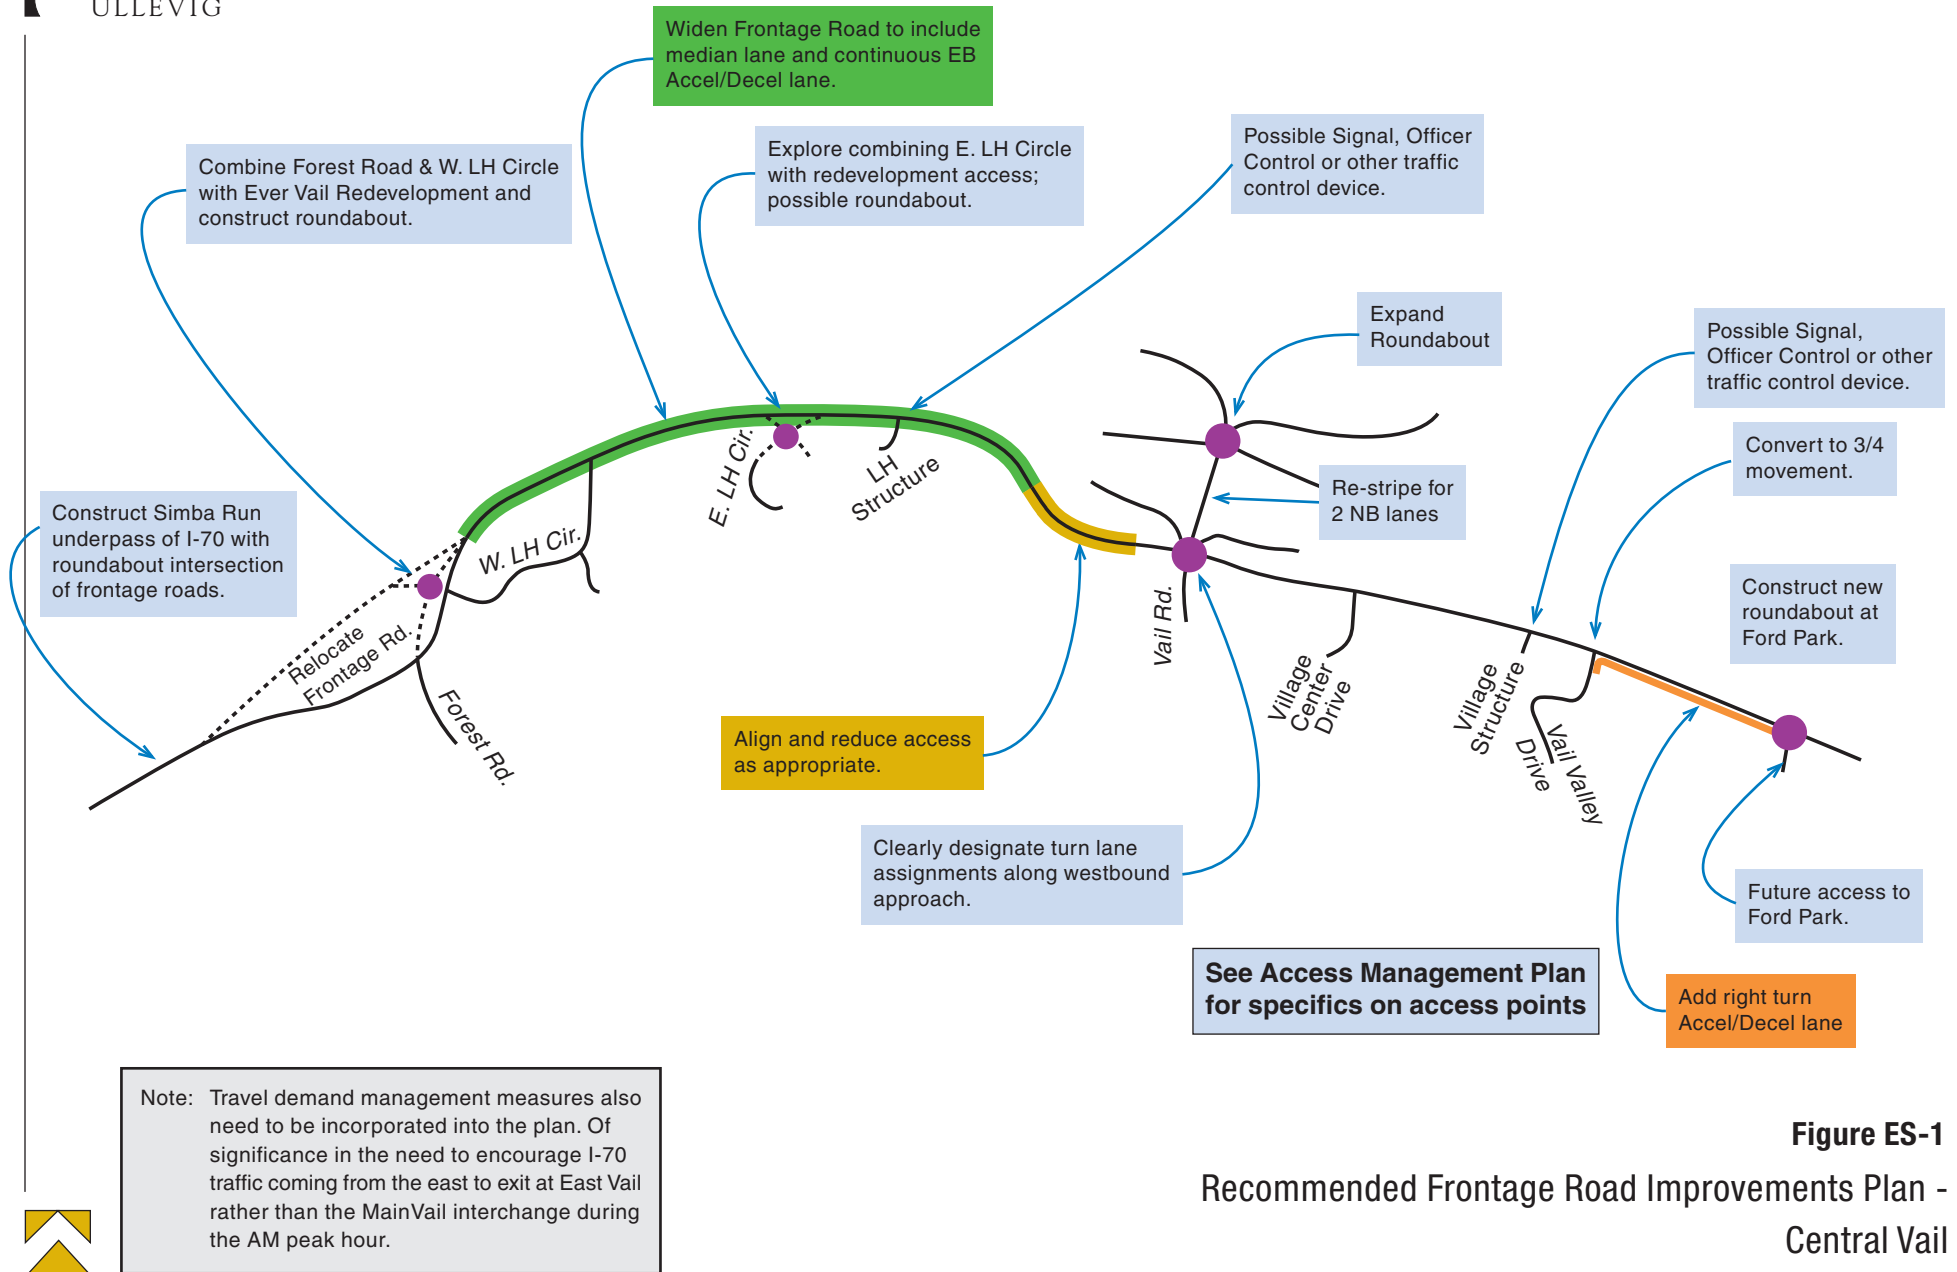 ULLEVIG
Widen Frontage Road to include
median lane and continuous EB
Accel/Decel lane.
Combine Forest Road & W. LH Circle
with Ever Vail Redevelopment and
construct roundabout.
Explore combining E. LH Circle
with redevelopment access;
possible roundabout.
Possible Signal, Officer
Control or other traffic
control device.
Expand
Roundabout
Possible Signal,
Officer Control or other
traffic control device.
Convert to 3/4
movement.
Re-stripe for
2 NB lanes
Construct Simba Run
underpass of I-70 with
roundabout intersection
of frontage roads.
Construct new
roundabout at
Ford Park.
E. LH Cir.
LH
Structure
W. LH Cir.
Relocate
Frontage Rd.
Forest Rd.
Vail Rd.
Village
Center
Drive
Village
Structure
Vail Valley
Drive
Align and reduce access
as appropriate.
Clearly designate turn lane
assignments along westbound
approach.
Future access to
Ford Park.
See Access Management Plan
for specifics on access points
Add right turn
Accel/Decel lane
Note: Travel demand management measures also
need to be incorporated into the plan. Of
significance in the need to encourage I-70
traffic coming from the east to exit at East Vail
rather than the MainVail interchange during
the AM peak hour.
Figure ES-1
Recommended Frontage Road Improvements Plan -
Central Vail